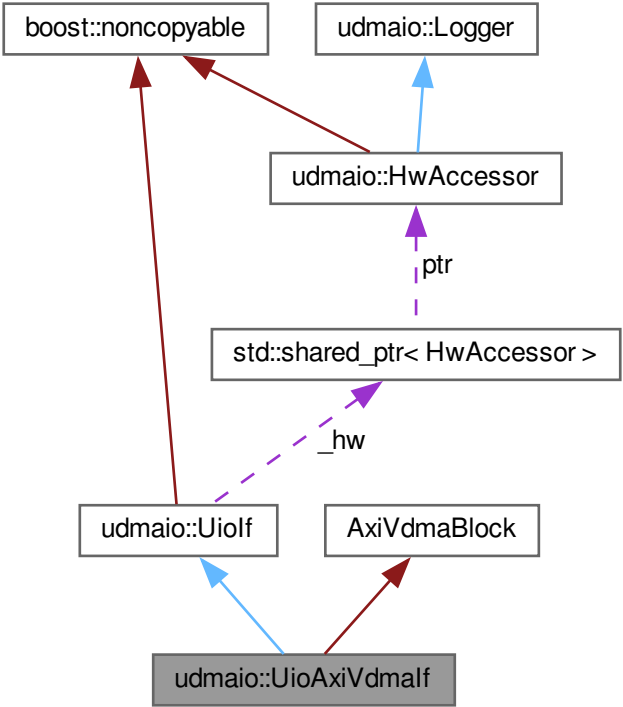 boost::noncopyable
udmaio::Logger
udmaio::HwAccessor
ptr
std::shared_ptr< HwAccessor >
_hw
udmaio::UioIf
AxiVdmaBlock
udmaio::UioAxiVdmaIf